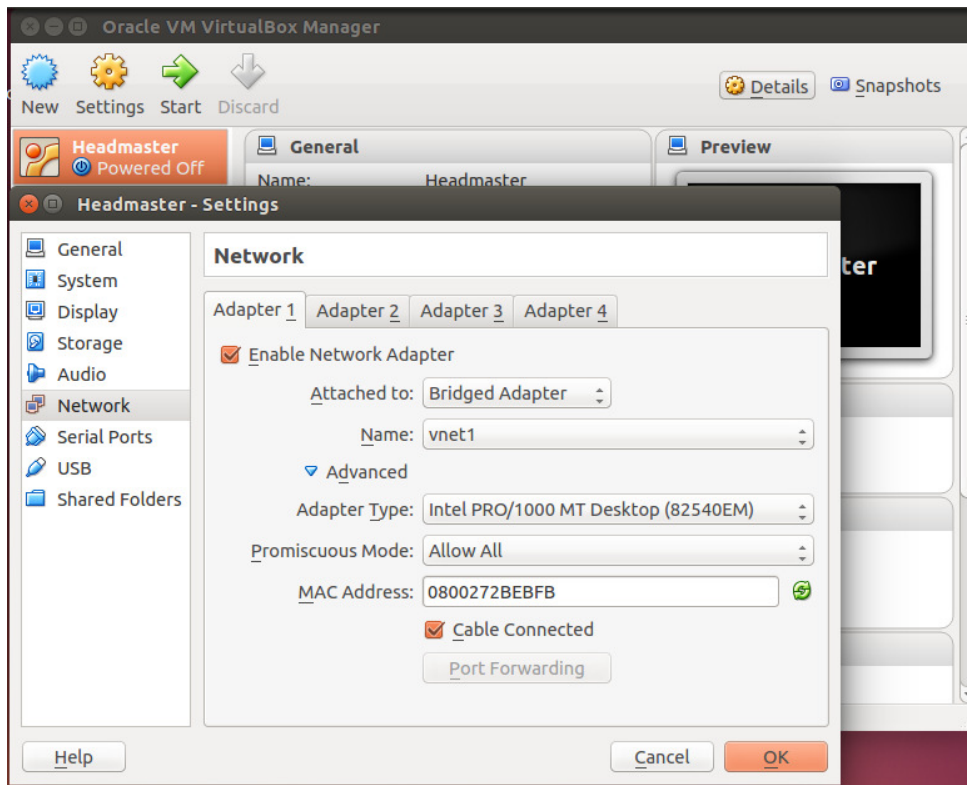 Oracle VM VirtualBox Manager
New Settings Start Discard
Details Snapshots
Headmaster
Powered Off
General
Name: Headmaster
Preview
ter
Headmaster - Settings
General
System
Display
Storage
Audio
Network
Serial Ports
USB
Shared Folders
Network
Adapter 1 Adapter 2 Adapter 3 Adapter 4
Enable Network Adapter
Attached to: Bridged Adapter
Name: vnet1
Advanced
Adapter Type: Intel PRO/1000 MT Desktop (82540EM)
Promiscuous Mode: Allow All
MAC Address: 0800272BEBFB
Cable Connected
Port Forwarding
Help Cancel OK